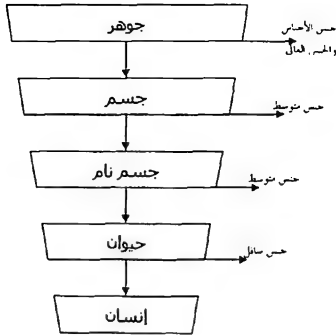 جوهر
جنس الأجناس
والجنس العالي
جسم
جنس متوسط
جسم نام
جنس متوسط
حيوان
جنس سافل
إنسان